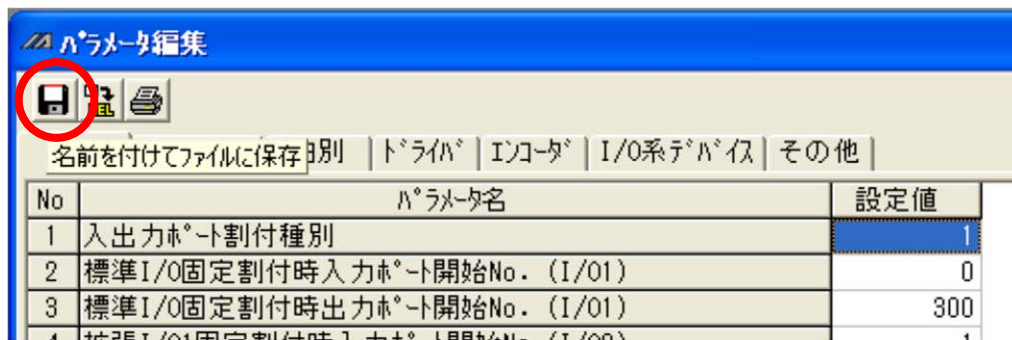 パラメータ編集
名前を付けてファイルに保存
別 ドライバ エンコーダ I/O系デバイス その他
No パラメータ名 設定値
1 入出力ポート割付種別 1
2 標準I/O固定割付時入力ポート開始No. (I/O1) 0
3 標準I/O固定割付時出力ポート開始No. (I/O1) 300